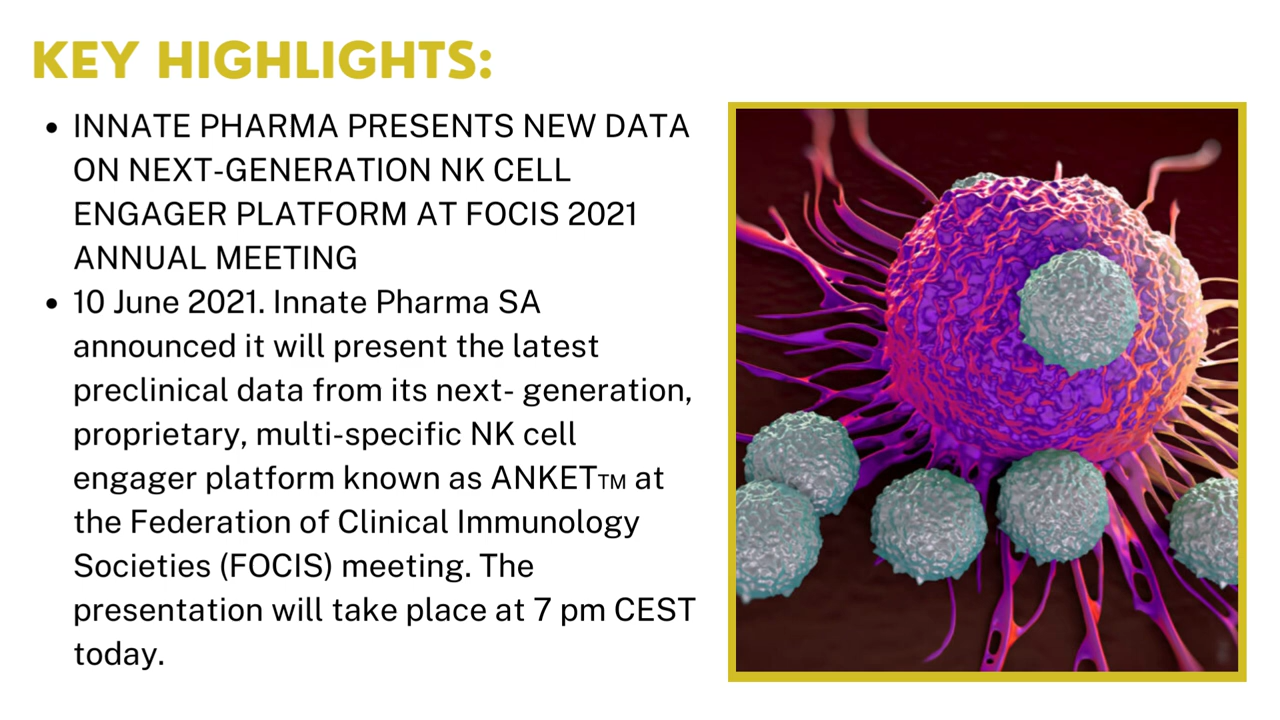 KEY HIGHLIGHTS:
• INNATE PHARMA PRESENTS NEW DATA
ON NEXT-GENERATION NK CELL
ENGAGER PLATFORM AT FOCIS 2021
ANNUAL MEETING
• 10 June 2021. Innate Pharma SA
announced it will present the latest
preclinical data from its next- generation,
proprietary, multi-specific NK cell
engager platform known as ANKET™ at
the Federation of Clinical Immunology
Societies (FOCIS) meeting. The
presentation will take place at 7 pm CEST
today.